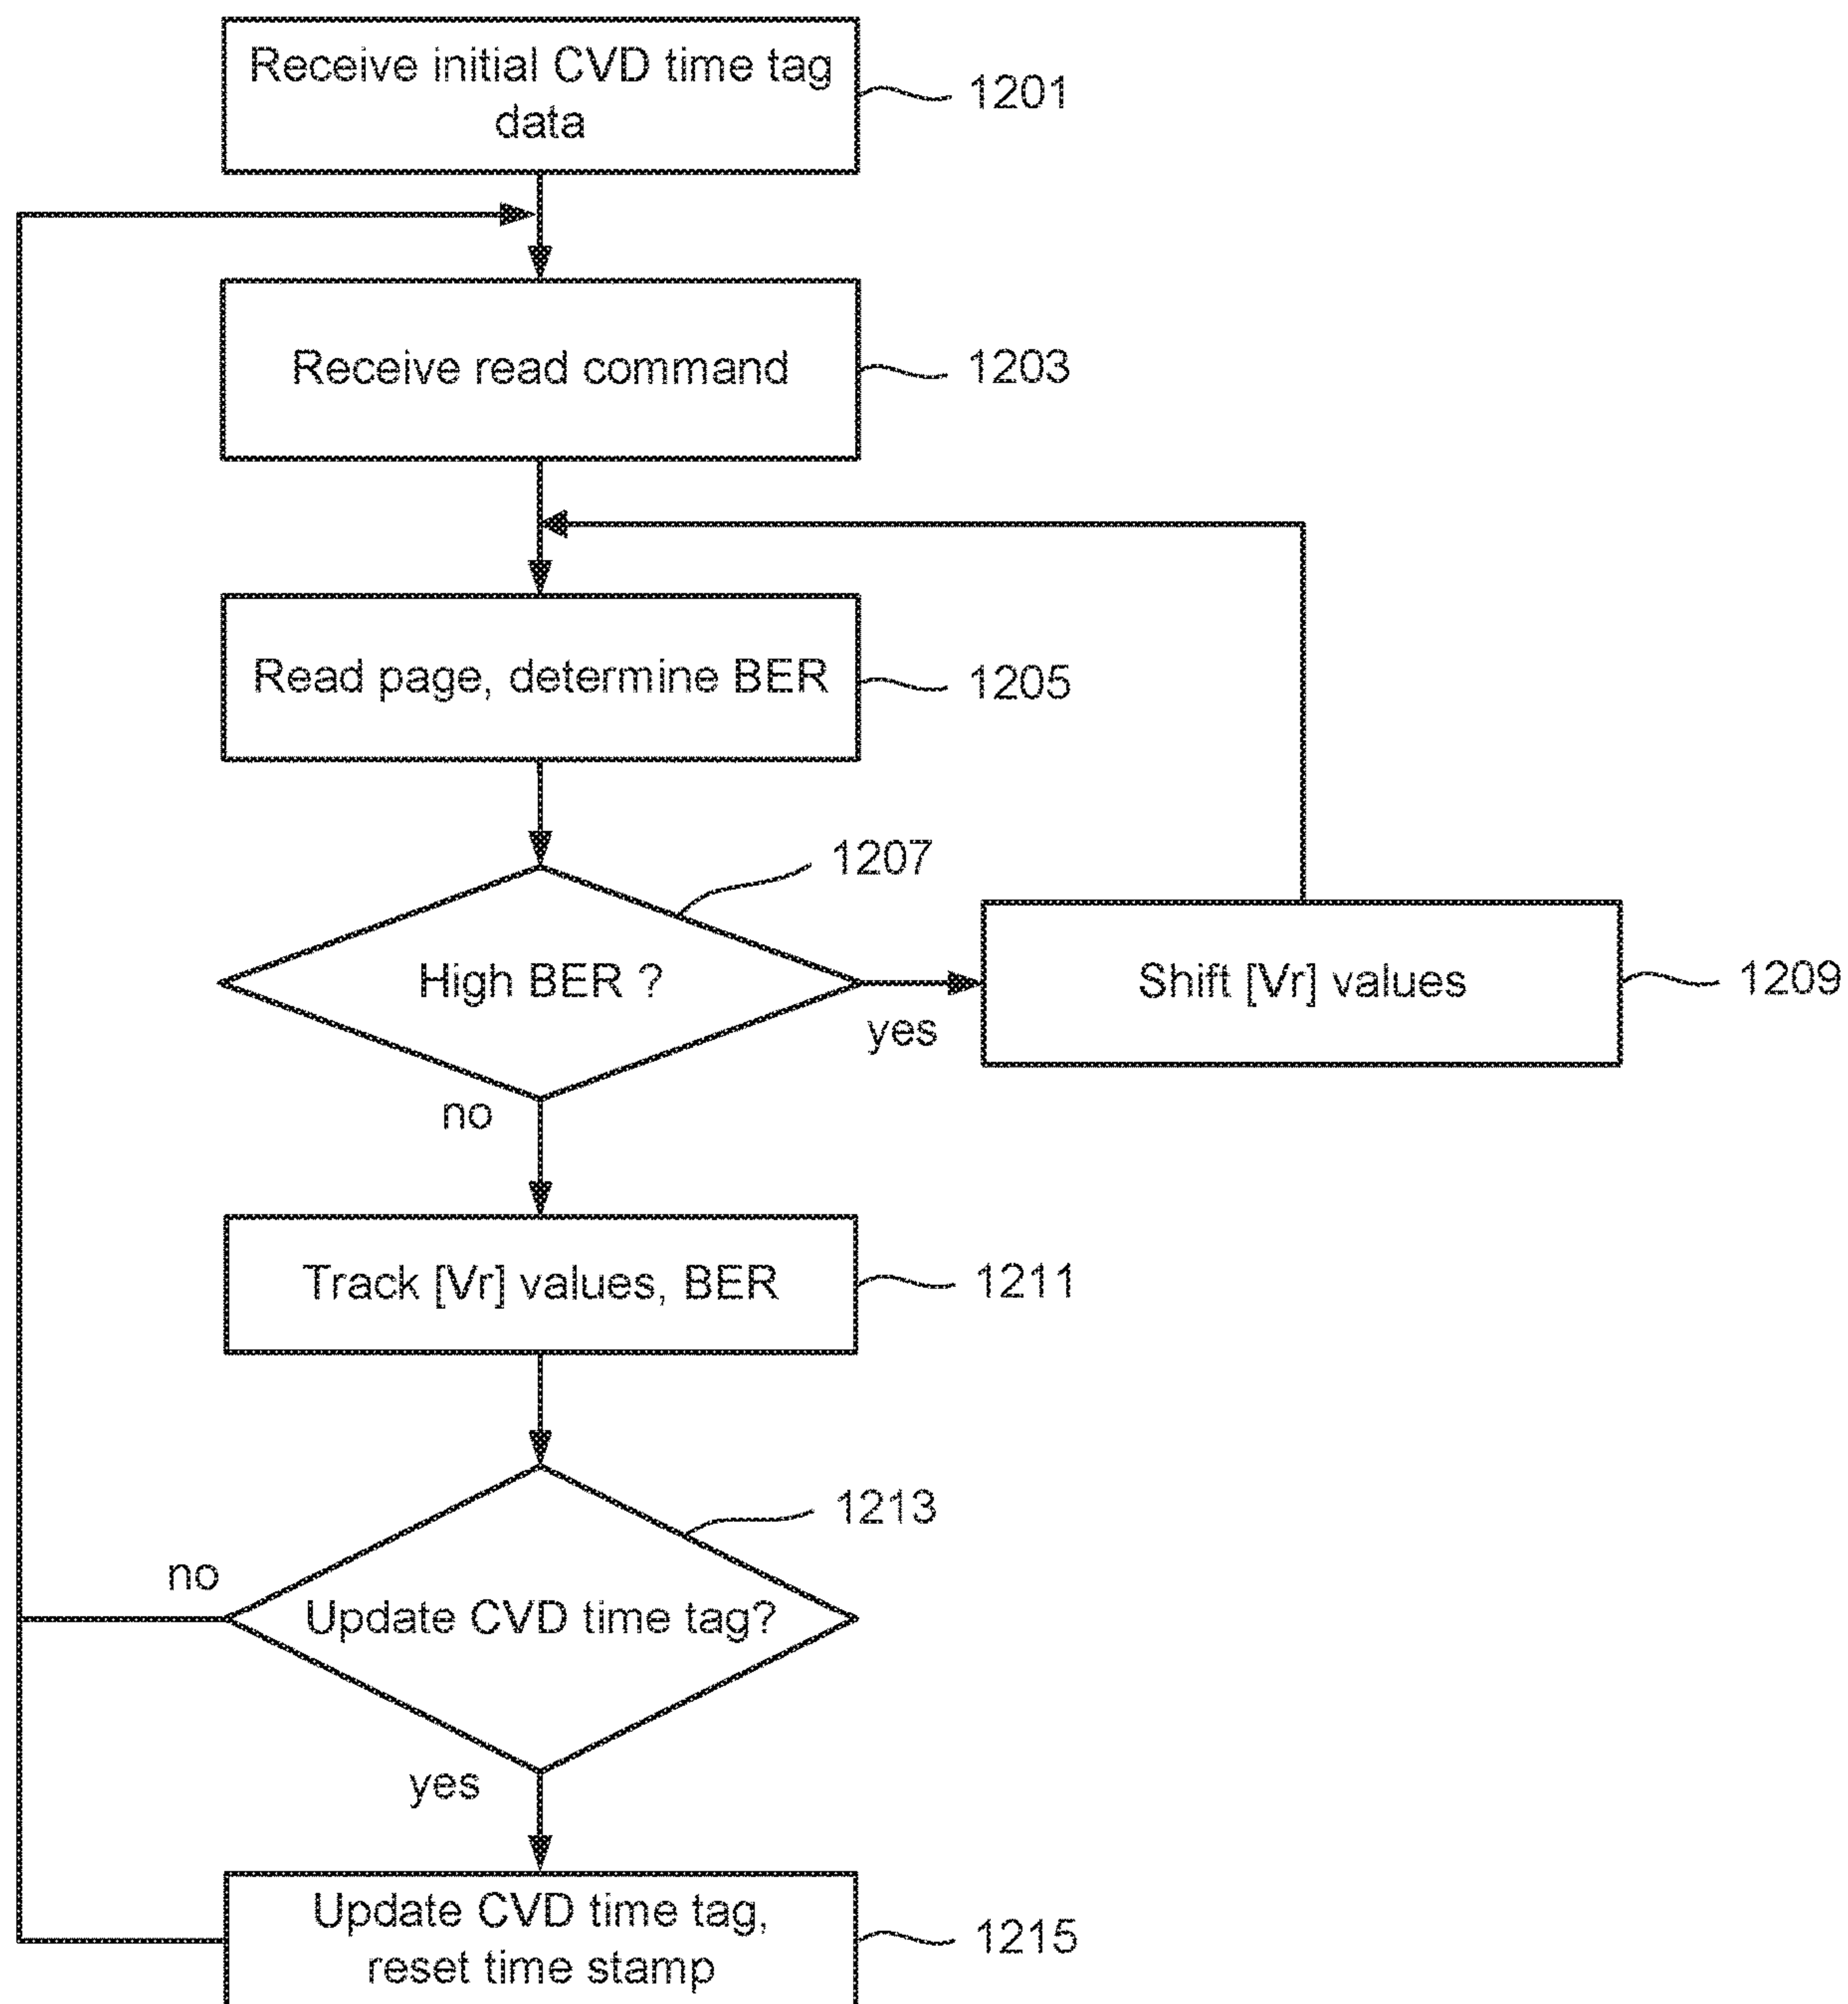 Receive initial CVD time tag
data
1201
Receive read command
1203
Read page, determine BER
1205
1207
High BER ?
yes
no
Shift [Vr] values
1209
Track [Vr] values, BER
1211
1213
Update CVD time tag?
no
yes
Update CVD time tag,
reset time stamp
1215